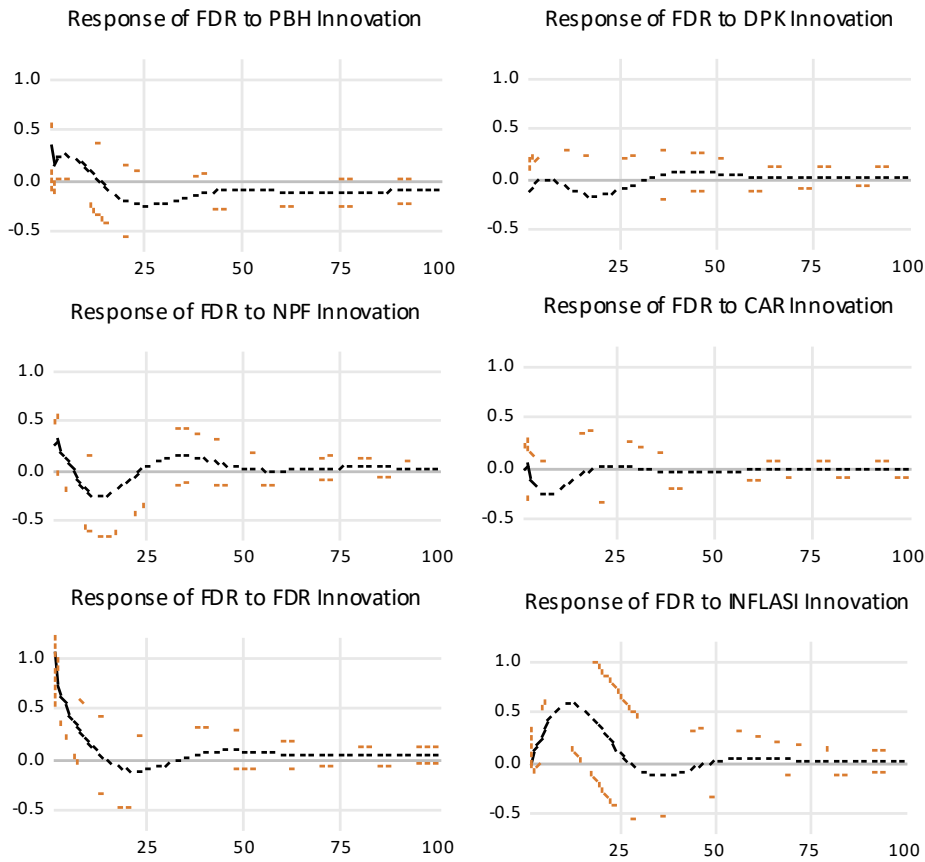 Response of FDR to PBH Innovation
1.0
0.5
0.0
-0.5
25 50 75 100
Response of FDR to DPK Innovation
1.0
0.5
0.0
-0.5
25 50 75 100
Response of FDR to NPF Innovation
1.0
0.5
0.0
-0.5
25 50 75 100
Response of FDR to CAR Innovation
1.0
0.5
0.0
-0.5
25 50 75 100
Response of FDR to FDR Innovation
1.0
0.5
0.0
-0.5
25 50 75 100
Response of FDR to INFLASI Innovation
1.0
0.5
0.0
-0.5
25 50 75 100